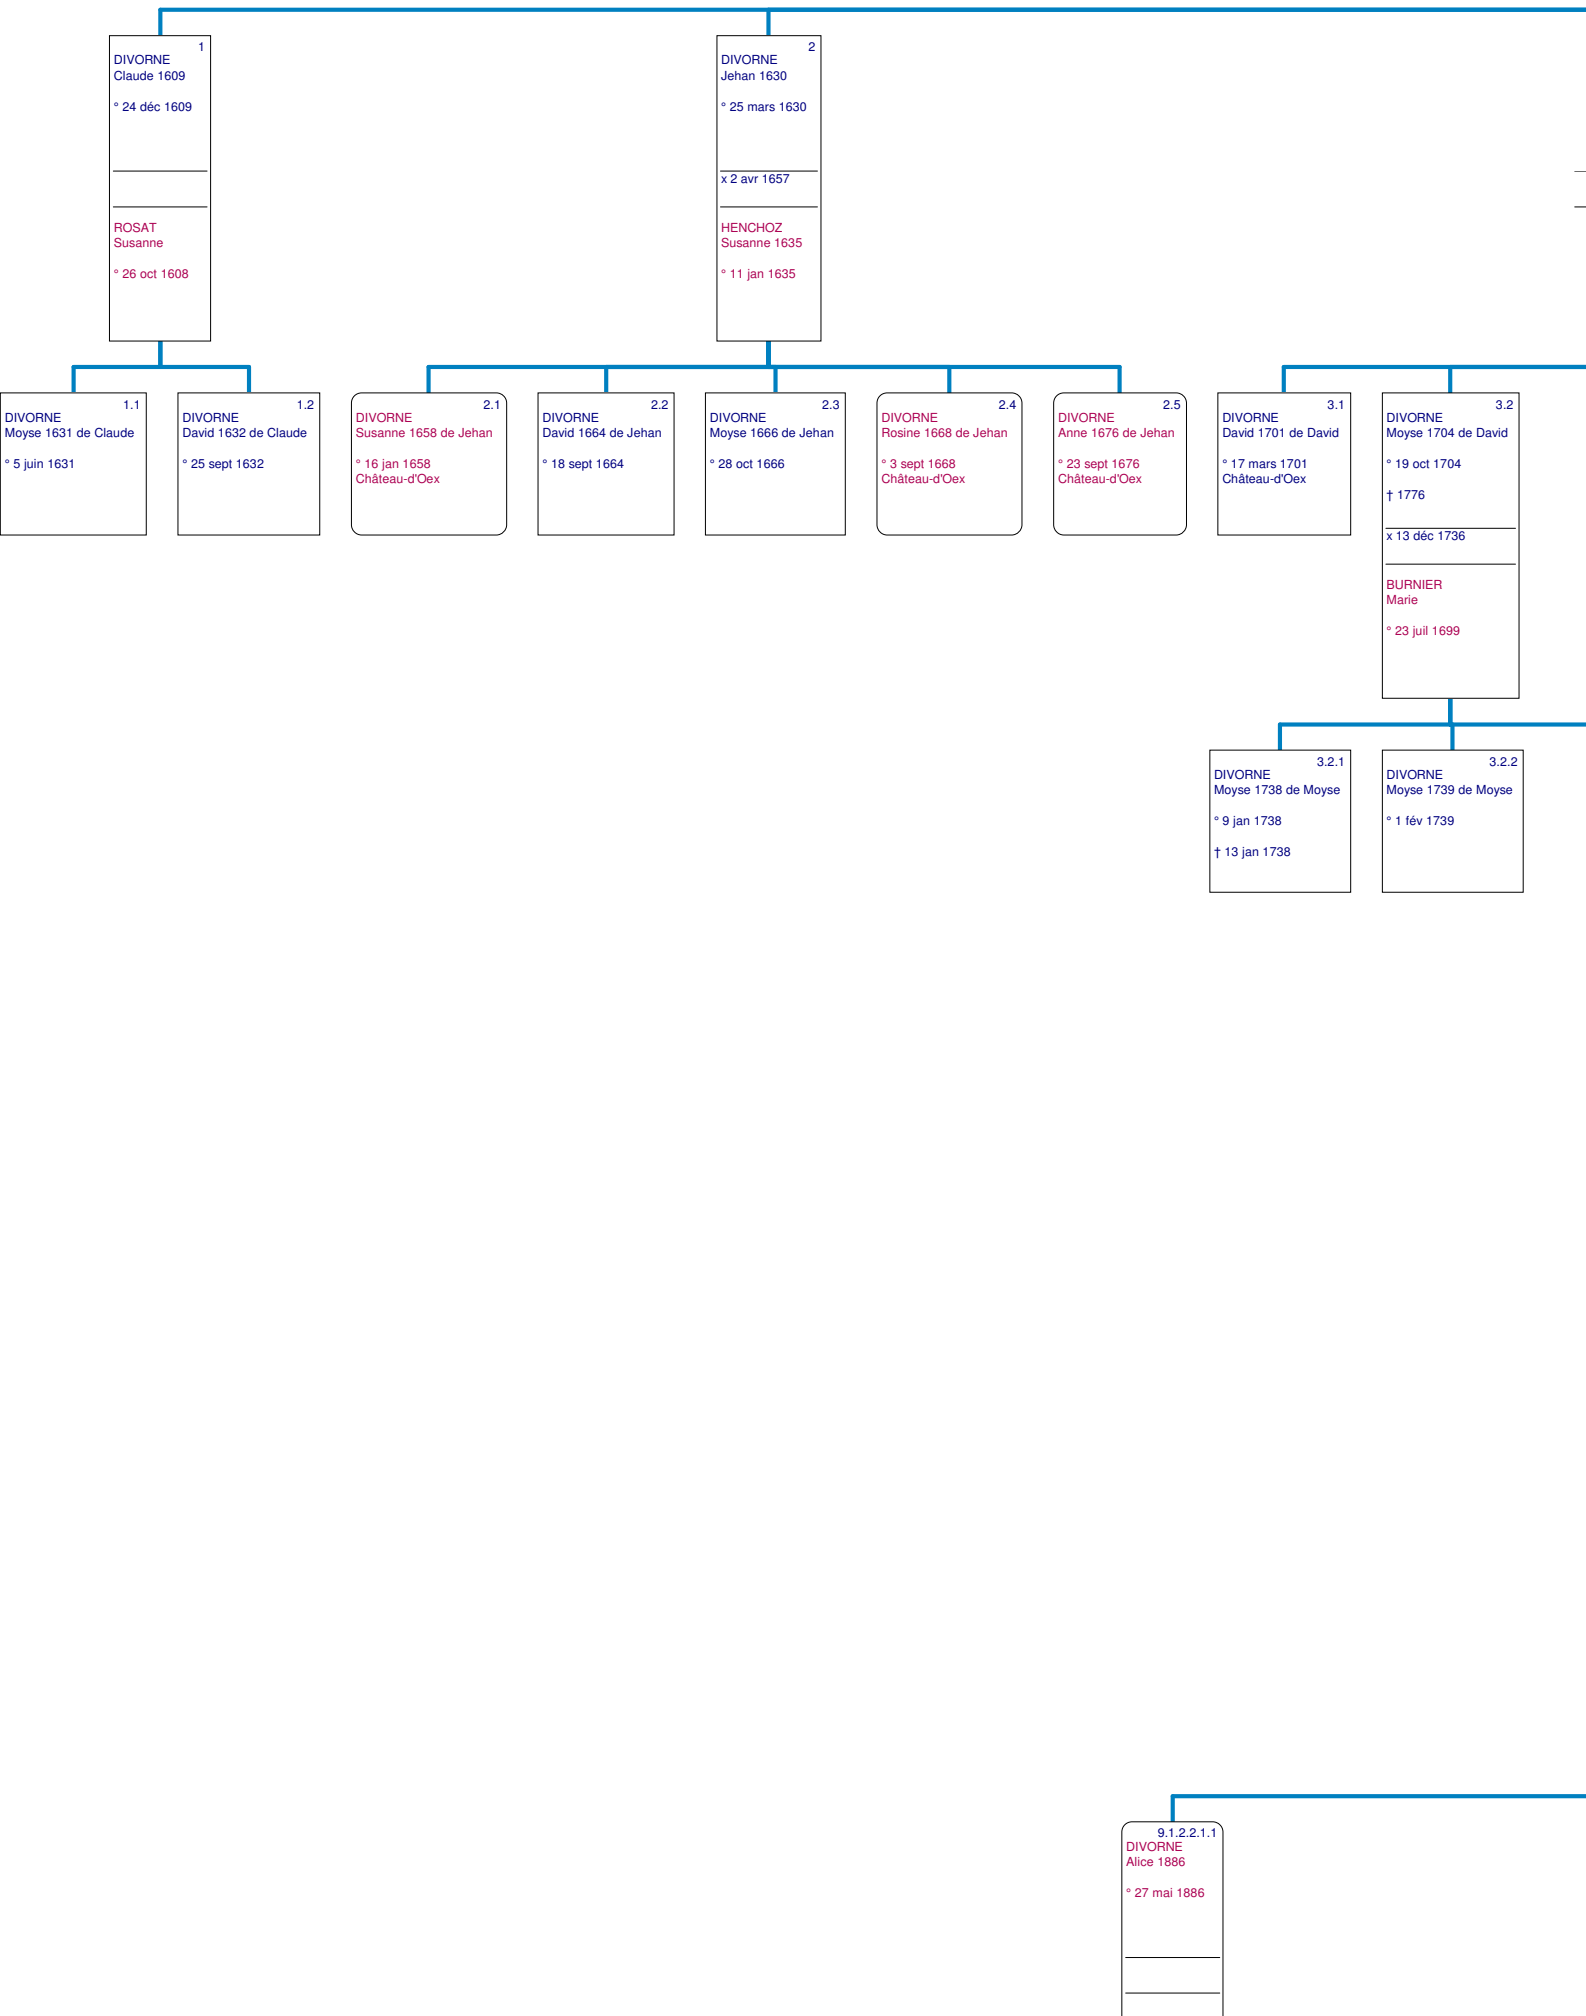 1
DIVORNE
Claude 1609
° 24 déc 1609
ROSAT
Susanne
° 26 oct 1608
2
DIVORNE
Jehan 1630
° 25 mars 1630
x 2 avr 1657
HENCHOZ
Susanne 1635
° 11 jan 1635
1.1
DIVORNE
Moyse 1631 de Claude
° 5 juin 1631
1.2
DIVORNE
David 1632 de Claude
° 25 sept 1632
2.1
DIVORNE
Susanne 1658 de Jehan
° 16 jan 1658
Château-d'Oex
2.2
DIVORNE
David 1664 de Jehan
° 18 sept 1664
2.3
DIVORNE
Moyse 1666 de Jehan
° 28 oct 1666
2.4
DIVORNE
Rosine 1668 de Jehan
° 3 sept 1668
Château-d'Oex
2.5
DIVORNE
Anne 1676 de Jehan
° 23 sept 1676
Château-d'Oex
3.1
DIVORNE
David 1701 de David
° 17 mars 1701
Château-d'Oex
3.2
DIVORNE
Moyse 1704 de David
° 19 oct 1704
† 1776
x 13 déc 1736
BURNIER
Marie
° 23 juil 1699
3.2.1
DIVORNE
Moyse 1738 de Moyse
° 9 jan 1738
† 13 jan 1738
3.2.2
DIVORNE
Moyse 1739 de Moyse
° 1 fév 1739
9.1.2.2.1.1
DIVORNE
Alice 1886
° 27 mai 1886